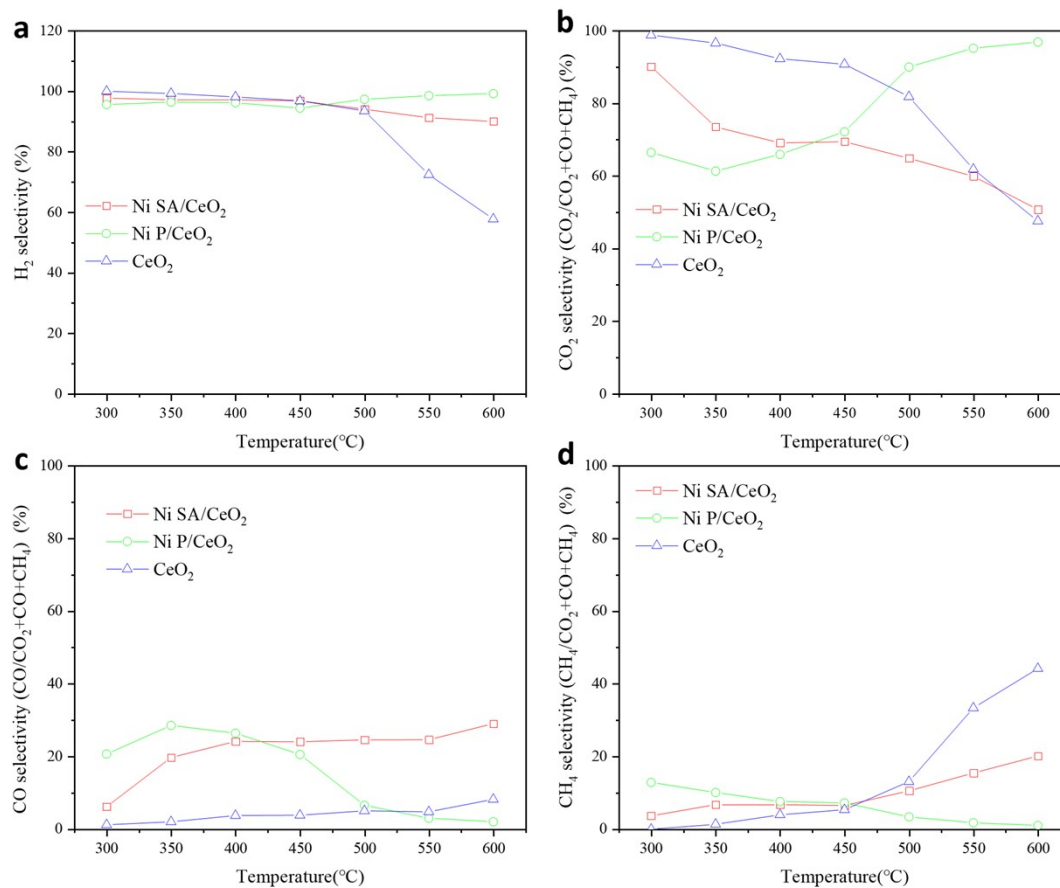 a
120
100
80
60
40
20
0
H₂ selectivity (%)
Ni SA/CeO₂
Ni P/CeO₂
CeO₂
300 350 400 450 500 550 600
Temperature(°C)
b
100
80
60
40
20
0
CO₂ selectivity (CO₂/CO₂+CO+CH₄) (%)
Ni SA/CeO₂
Ni P/CeO₂
CeO₂
300 350 400 450 500 550 600
Temperature(°C)
c
100
80
60
40
20
0
CO selectivity (CO/CO₂+CO+CH₄) (%)
Ni SA/CeO₂
Ni P/CeO₂
CeO₂
300 350 400 450 500 550 600
Temperature(°C)
d
100
80
60
40
20
0
CH₄ selectivity (CH₄/CO₂+CO+CH₄) (%)
Ni SA/CeO₂
Ni P/CeO₂
CeO₂
300 350 400 450 500 550 600
Temperature(°C)